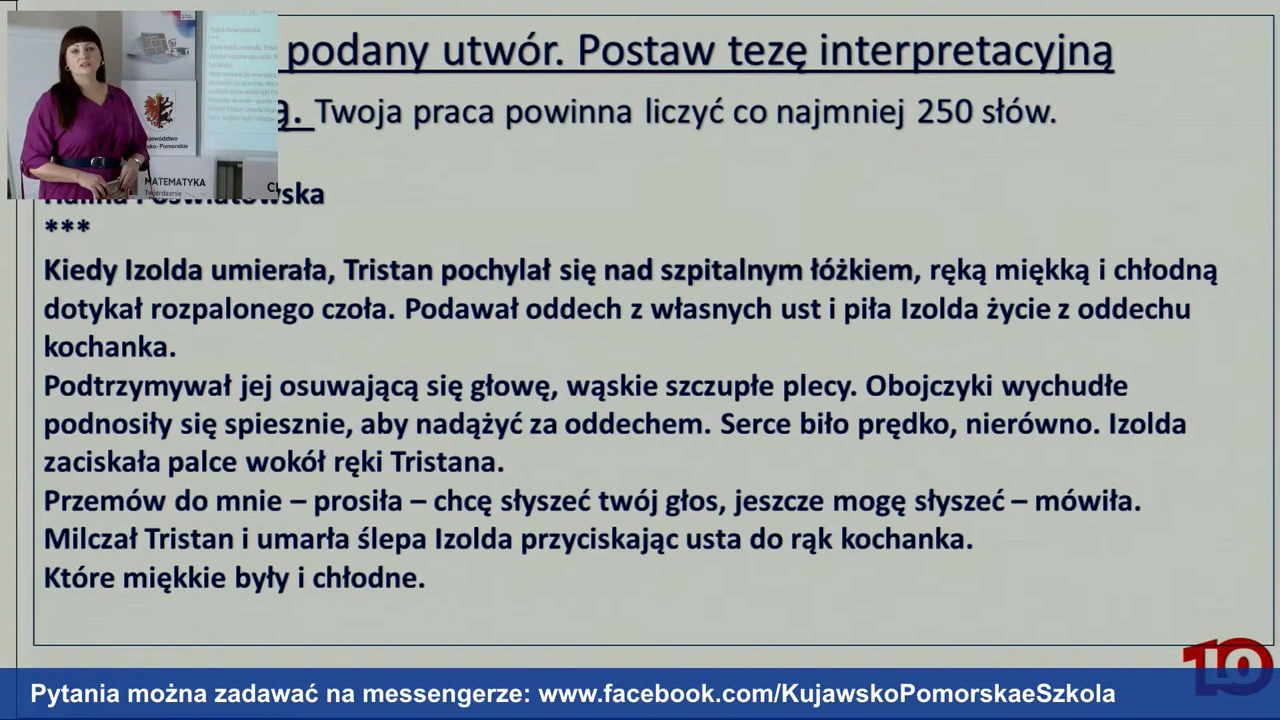 podany utwór. Postaw tezę interpretacyjną
ą. Twoja praca powinna liczyć co najmniej 250 słów.
***
Kiedy Izolda umierała, Tristan pochylał się nad szpitalnym łóżkiem, ręką miękką i chłodną
dotykał rozpalonego czoła. Podawał oddech z własnych ust i piła Izolda życie z oddechu
kochanka.
Podtrzymywał jej osuwającą się głowę, wąskie szczupłe plecy. Obojczyki wychudłe
podnosiły się spiesznie, aby nadążyć za oddechem. Serce biło prędko, nierówno. Izolda
zaciskała palce wokół ręki Tristana.
Przemów do mnie – prosiła – chcę słyszeć twój głos, jeszcze mogę słyszeć – mówiła.
Milczał Tristan i umarła ślepa Izolda przyciskając usta do rąk kochanka.
Które miękkie były i chłodne.
MATEMATYKA
Twierdzenie
10
Pytania można zadawać na messengerze: www.facebook.com/KujawskoPomorskaeSzkola